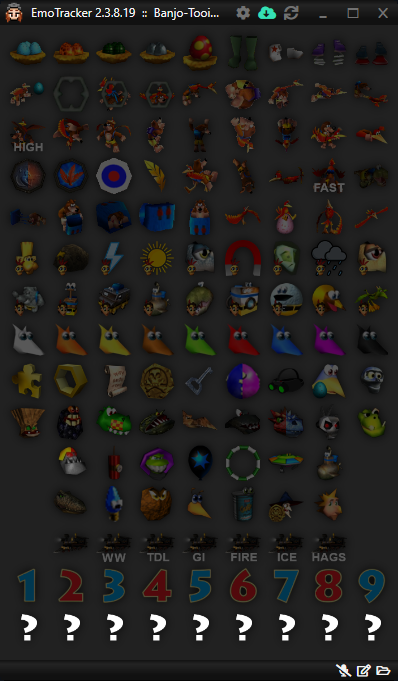 EmoTracker 2.3.8.19 :: Banjo-Tooi...
HIGH
FAST
WW TDL GI FIRE ICE HAGS
1 2 3 4 5 6 7 8 9
? ? ? ? ? ? ? ? ?